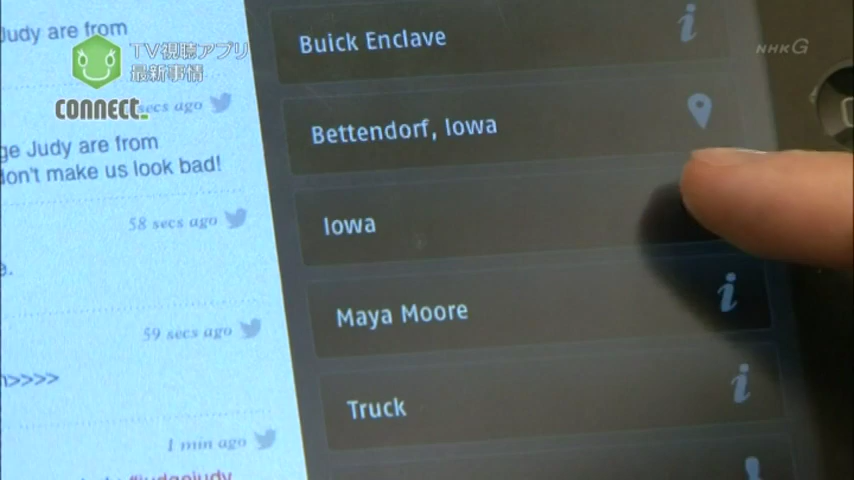 Judy are from
TV視聴アプリ
最新事情
CONNECT.
secs ago
ge Judy are from
don't make us look bad!
58 secs ago
e.
59 secs ago
>>>>
1 min ago
#judgejudy
Buick Enclave
Bettendorf, Iowa
Iowa
Maya Moore
Truck
NHK G